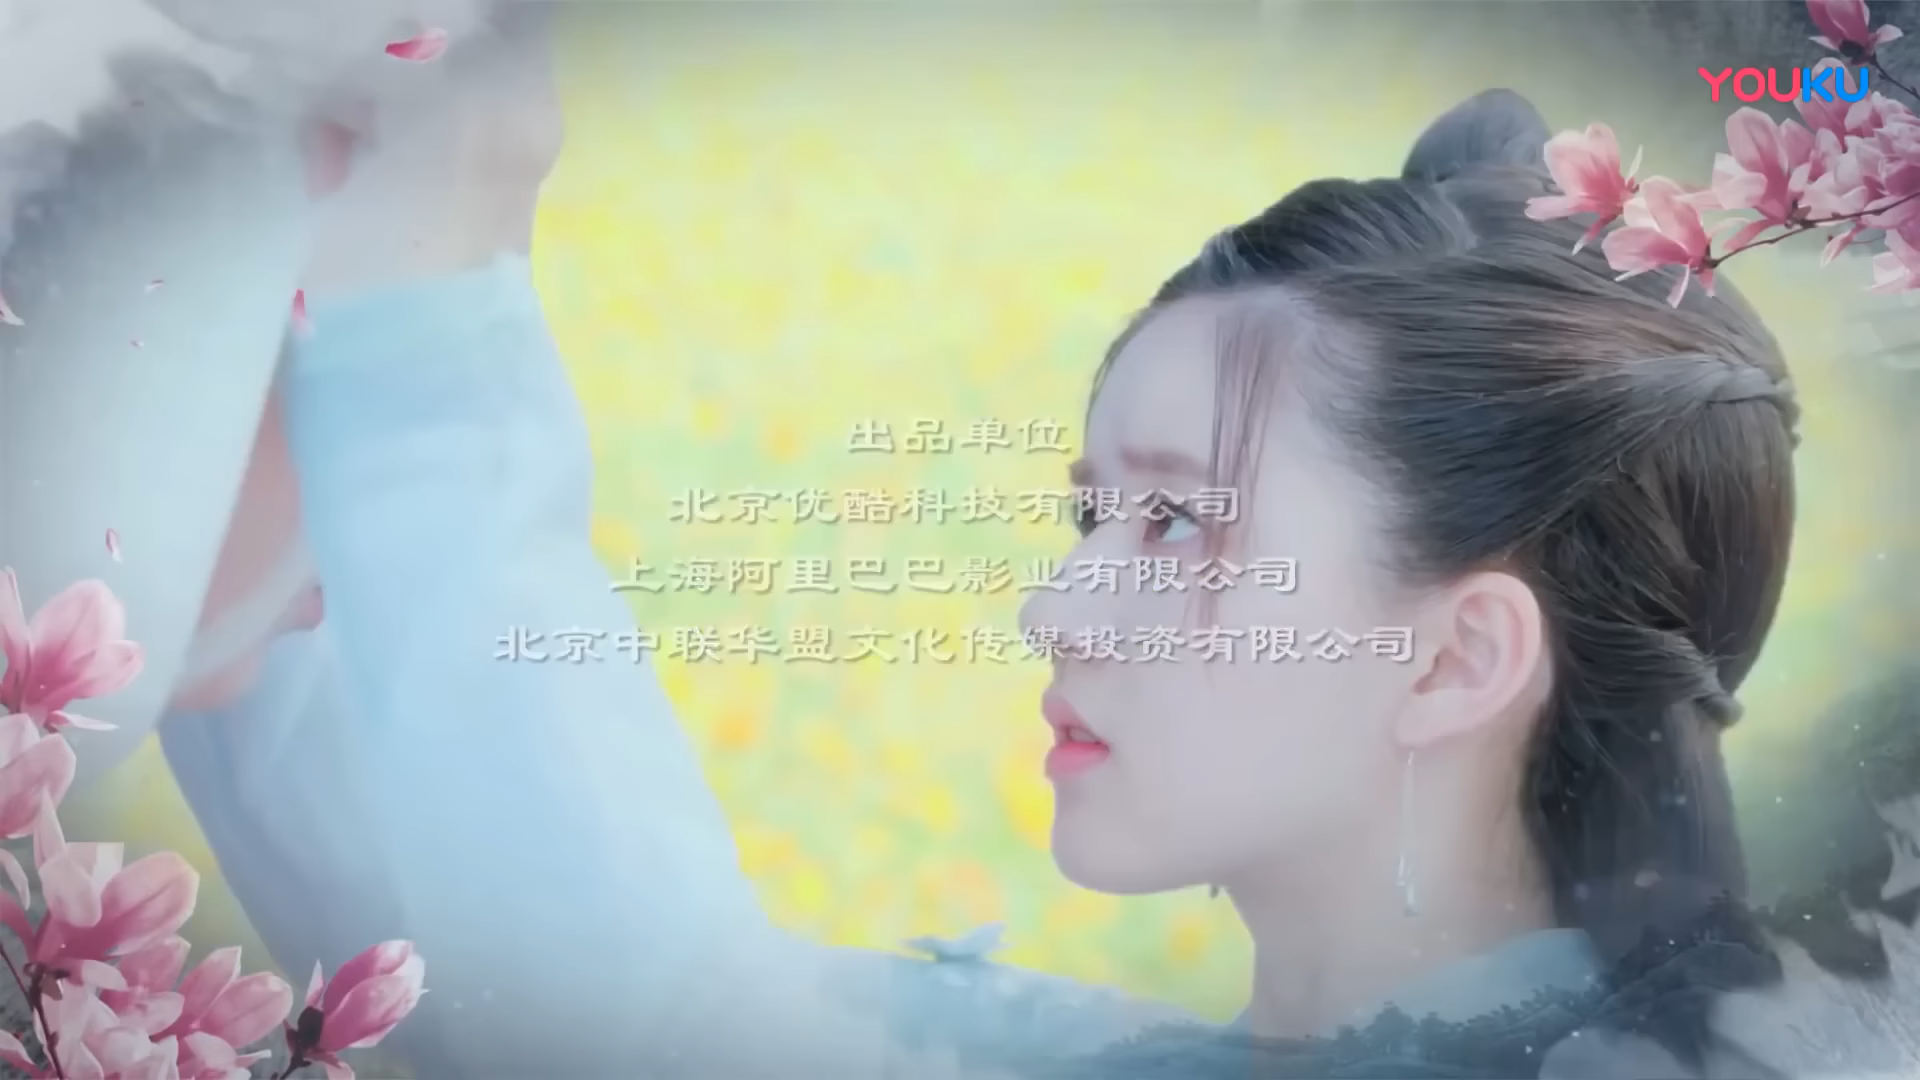 YOUKU
出品单位
北京优酷科技有限公司
上海阿里巴巴影业有限公司
北京中联华盟文化传媒投资有限公司